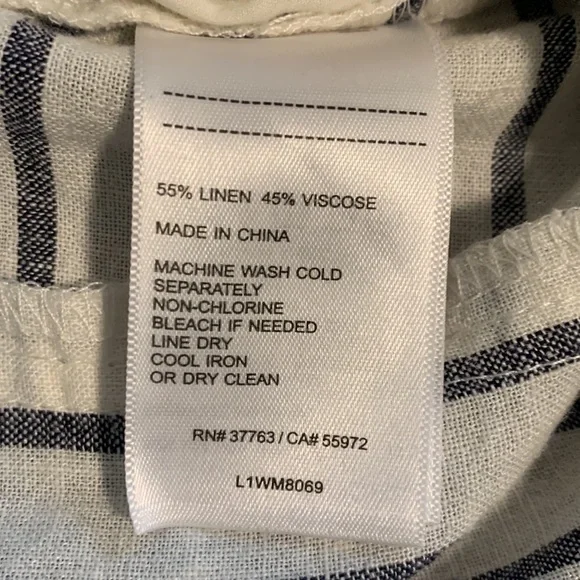 55% LINEN 45% VISCOSE
MADE IN CHINA
MACHINE WASH COLD
SEPARATELY
NON-CHLORINE
BLEACH IF NEEDED
LINE DRY
COOL IRON
OR DRY CLEAN
RN# 37763 / CA# 55972
L1WM8069